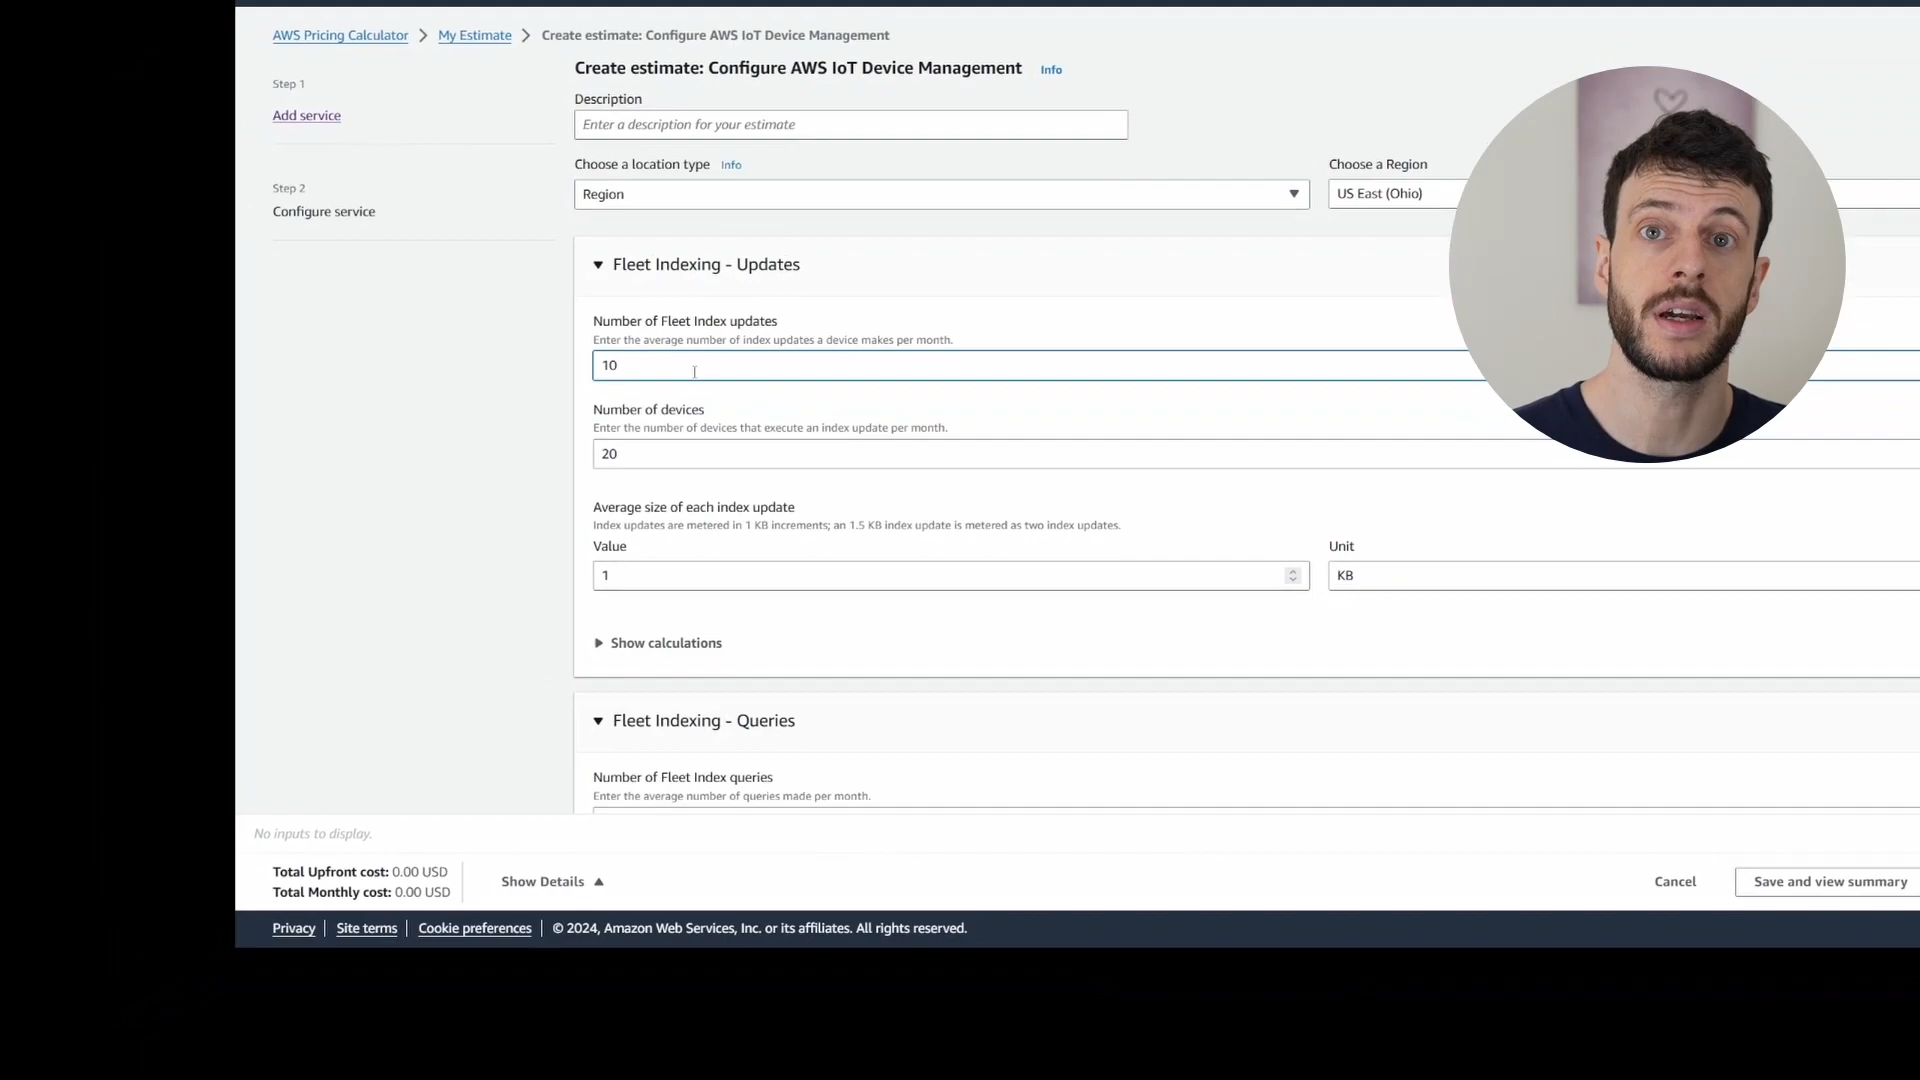 AWS Pricing Calculator > My Estimate > Create estimate: Configure AWS IoT Device Management
Step 1
Add service
Step 2
Configure service
Create estimate: Configure AWS IoT Device Management Info
Description
Enter a description for your estimate
Choose a location type Info
Choose a Region
Region
US East (Ohio)
Fleet Indexing - Updates
Number of Fleet Index updates
Enter the average number of index updates a device makes per month.
10
Number of devices
Enter the number of devices that execute an index update per month.
20
Average size of each index update
Index updates are metered in 1 KB increments; an 1.5 KB index update is metered as two index updates.
Value
Unit
1
KB
Show calculations
Fleet Indexing - Queries
Number of Fleet Index queries
Enter the average number of queries made per month.
No inputs to display.
Total Upfront cost: 0.00 USD
Total Monthly cost: 0.00 USD
Show Details
Cancel
Save and view summary
Privacy | Site terms | Cookie preferences | © 2024, Amazon Web Services, Inc. or its affiliates. All rights reserved.